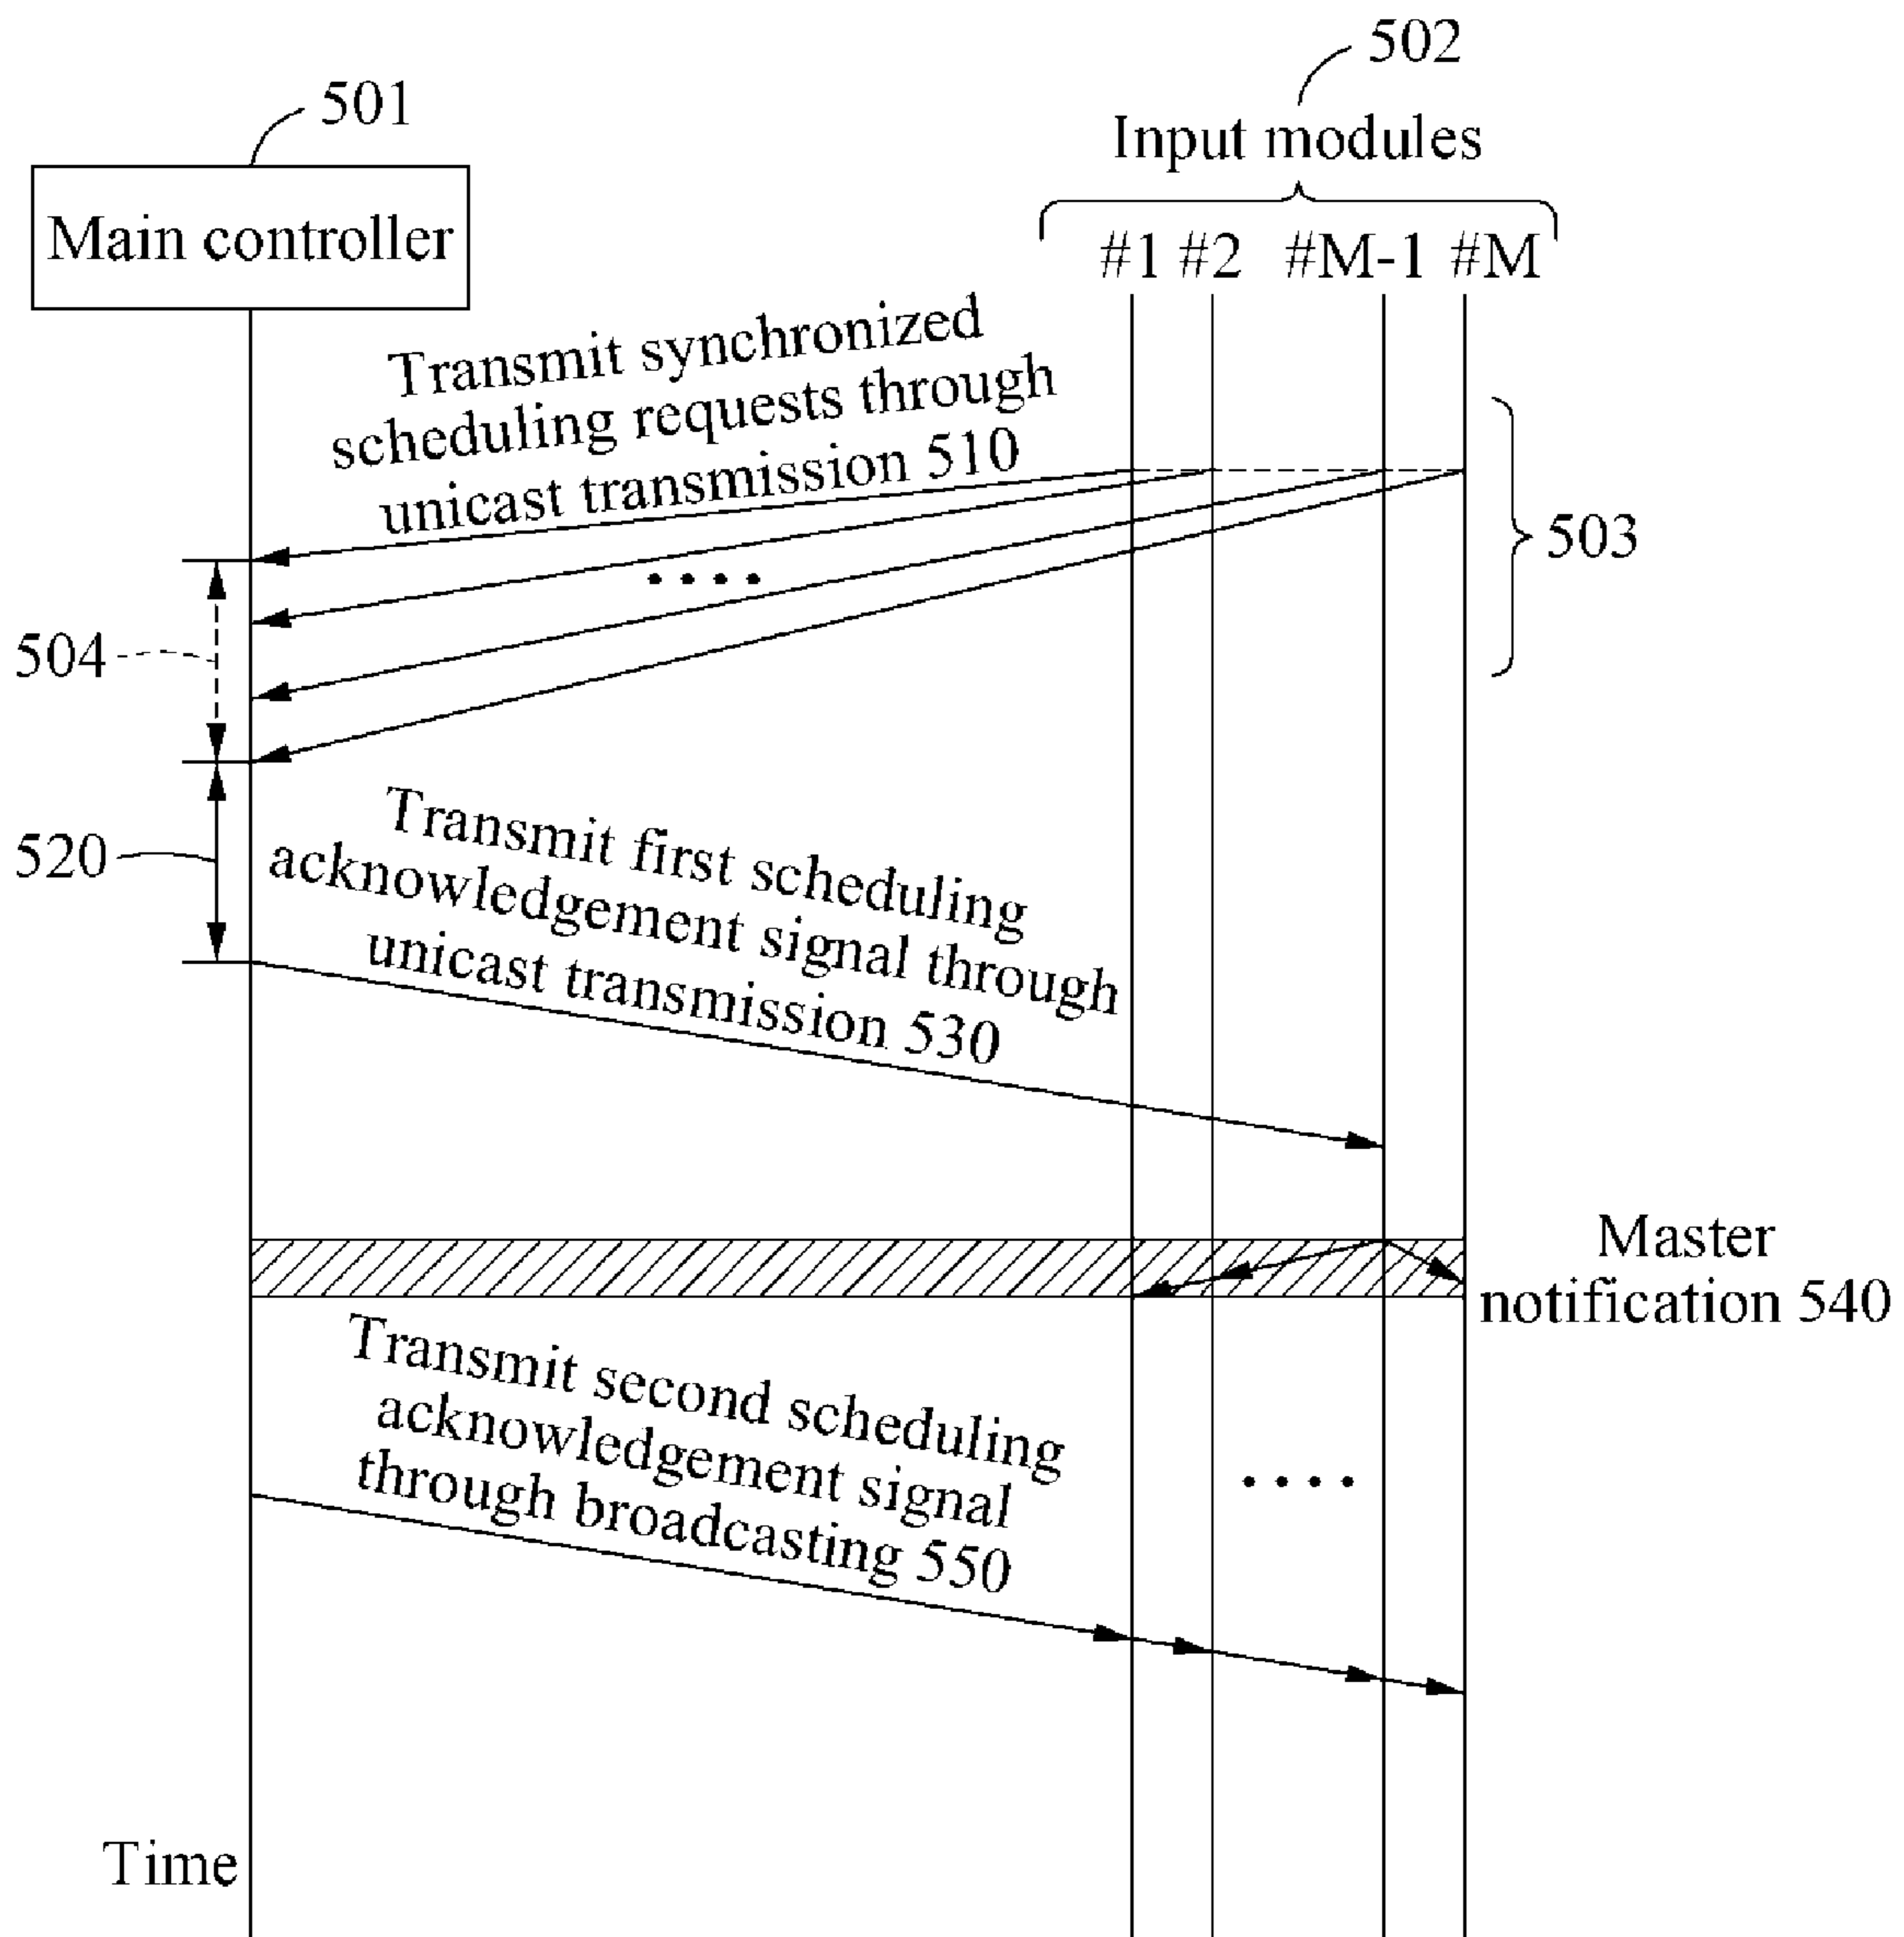 502
501
Input modules
Main controller
#1 #2 #M-1 #M
Transmit synchronized
scheduling requests through
unicast transmission 510
503
504
Transmit first scheduling
acknowledgement signal through
unicast transmission 530
520
Master
notification 540
Transmit second scheduling
acknowledgement signal
through broadcasting 550
Time